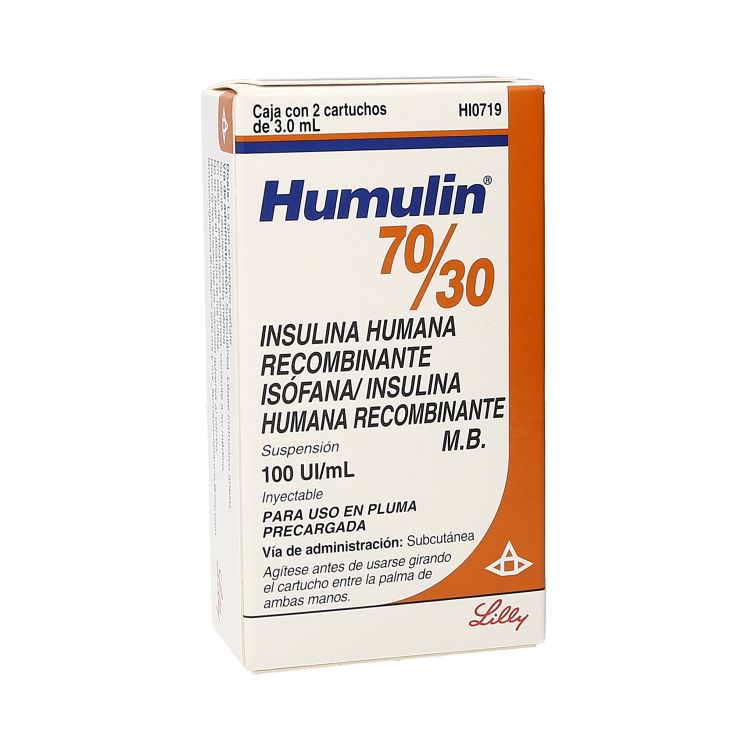 Caja con 2 cartuchos
de 3.0 mL
HI0719
Humulin®
70/30
INSULINA HUMANA
RECOMBINANTE
ISÓFANA/ INSULINA
HUMANA RECOMBINANTE
M.B.
Suspensión
100 UI/mL
Inyectable
PARA USO EN PLUMA
PRECARGADA
Vía de administración: Subcutánea
Agítese antes de usarse girando
el cartucho entre la palma de
ambas manos.
Lilly